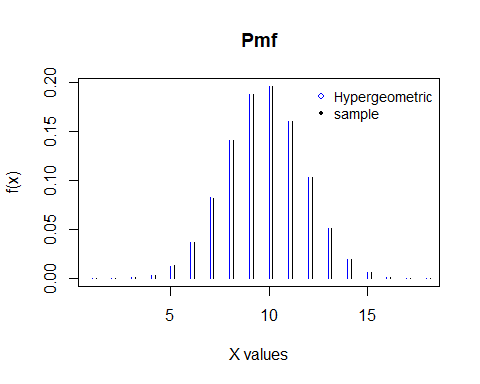 Pmf
0.20
0.15
0.10
0.05
0.00
f(x)
Hypergeometric
sample
5
10
15
X values